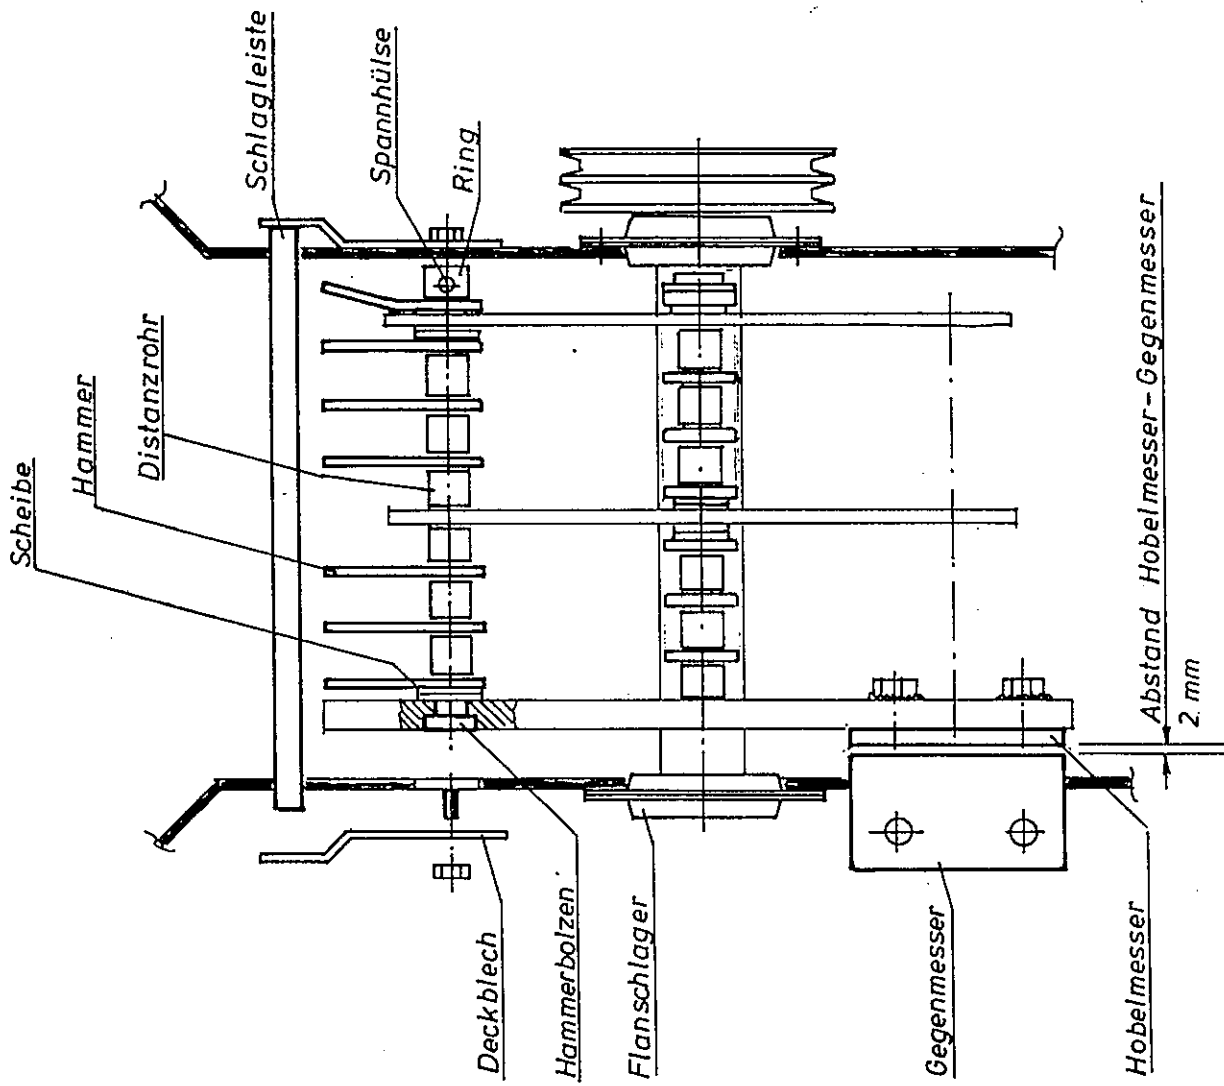 Scheibe
Hammer
Distanzrohr
Schlagleiste
Spannhülse
Ring
Deckblech
Hammerbolzen
Flanschlager
Gegenmesser
Hobelmesser
Abstand Hobelmesser-Gegenmesser
2 mm